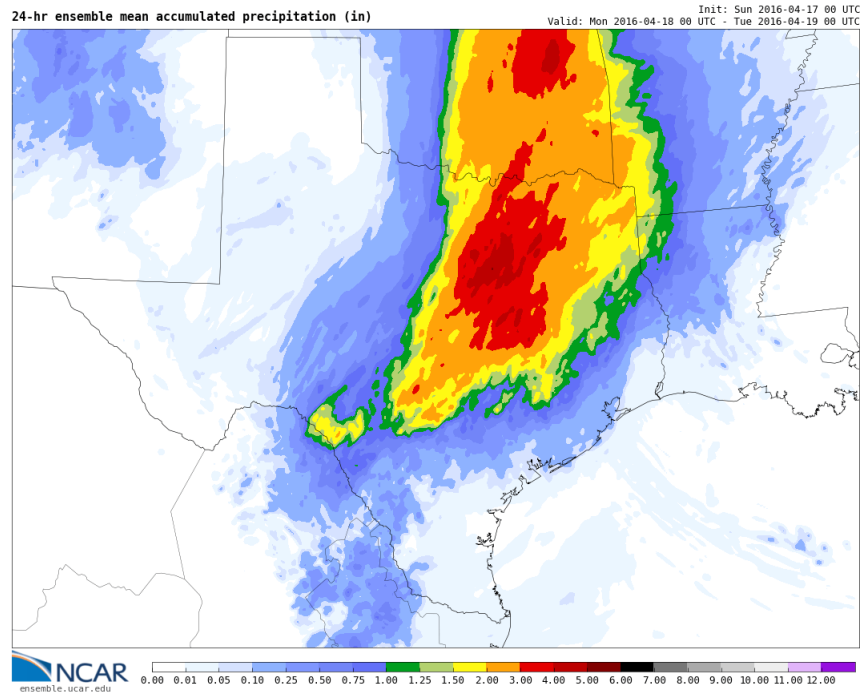 24-hr ensemble mean accumulated precipitation (in)
Init: Sun 2016-04-17 00 UTC
Valid: Mon 2016-04-18 00 UTC - Tue 2016-04-19 00 UTC
NCAR
ensemble.ucar.edu
0.00 0.01 0.05 0.10 0.25 0.50 0.75 1.00 1.25 1.50 2.00 3.00 4.00 5.00 6.00 7.00 8.00 9.00 10.00 11.00 12.00